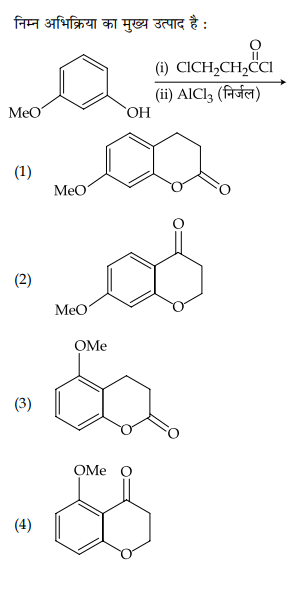 निम्न अभिक्रिया का मुख्य उत्पाद है :
O
(i) ClCH₂CH₂CCl
MeO
OH
(ii) AlCl₃ (निर्जल)
(1)
MeO
O
O
O
(2)
MeO
O
OMe
(3)
O
O
OMe
O
(4)
O